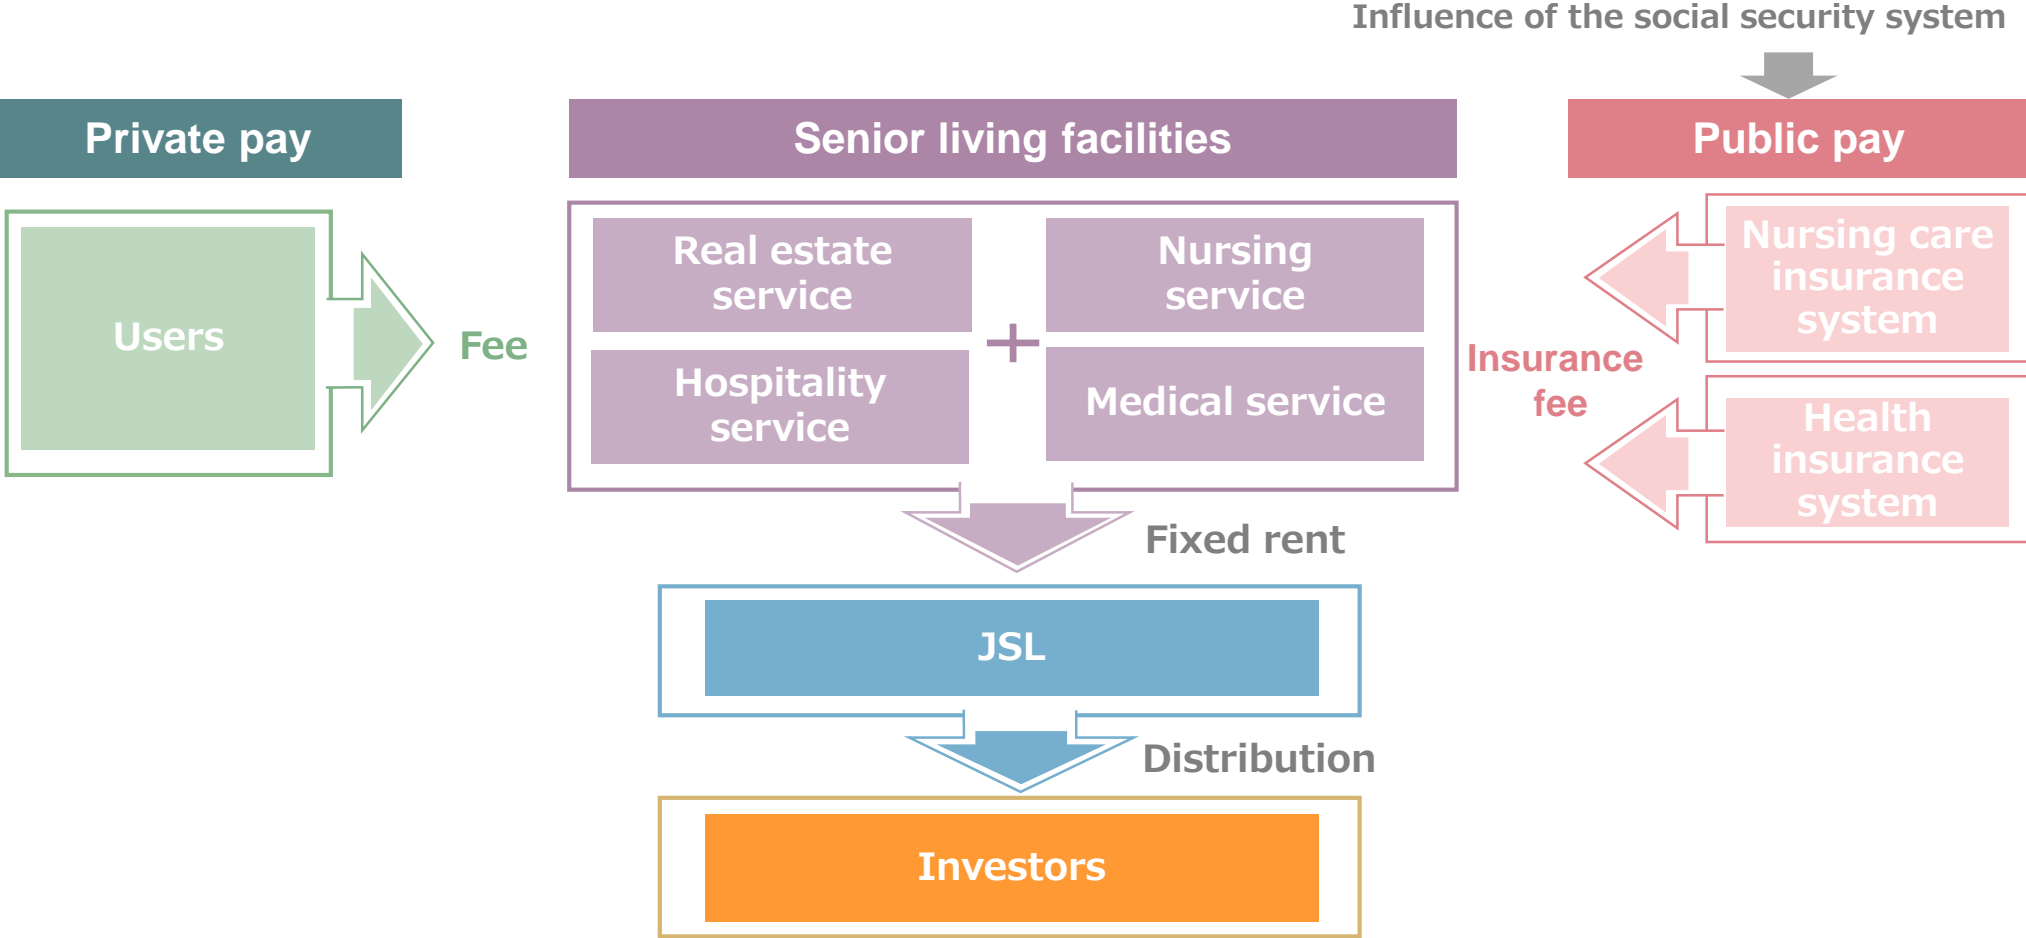 Influence of the social security system
Private pay
Senior living facilities
Public pay
Users
Fee
Real estate
service
Nursing
service
+
Hospitality
service
Medical service
Insurance
fee
Nursing care
insurance
system
Health
insurance
system
Fixed rent
JSL
Distribution
Investors